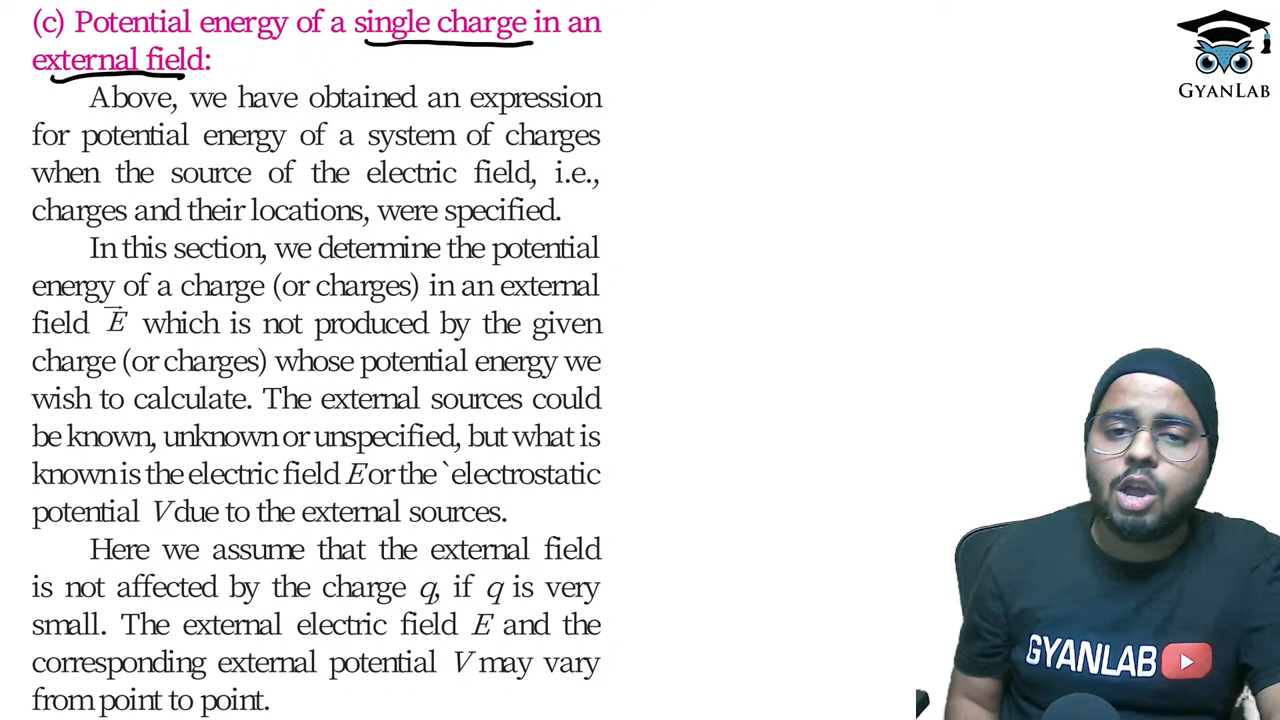 (c) Potential energy of a single charge in an
external field:
Above, we have obtained an expression
for potential energy of a system of charges
when the source of the electric field, i.e.,
charges and their locations, were specified.
In this section, we determine the potential
energy of a charge (or charges) in an external
field E⃗ which is not produced by the given
charge (or charges) whose potential energy we
wish to calculate. The external sources could
be known, unknown or unspecified, but what is
known is the electric field E or the `electrostatic
potential V due to the external sources.
Here we assume that the external field
is not affected by the charge q, if q is very
small. The external electric field E and the
corresponding external potential V may vary
from point to point.
GYANLAB
GYANLAB